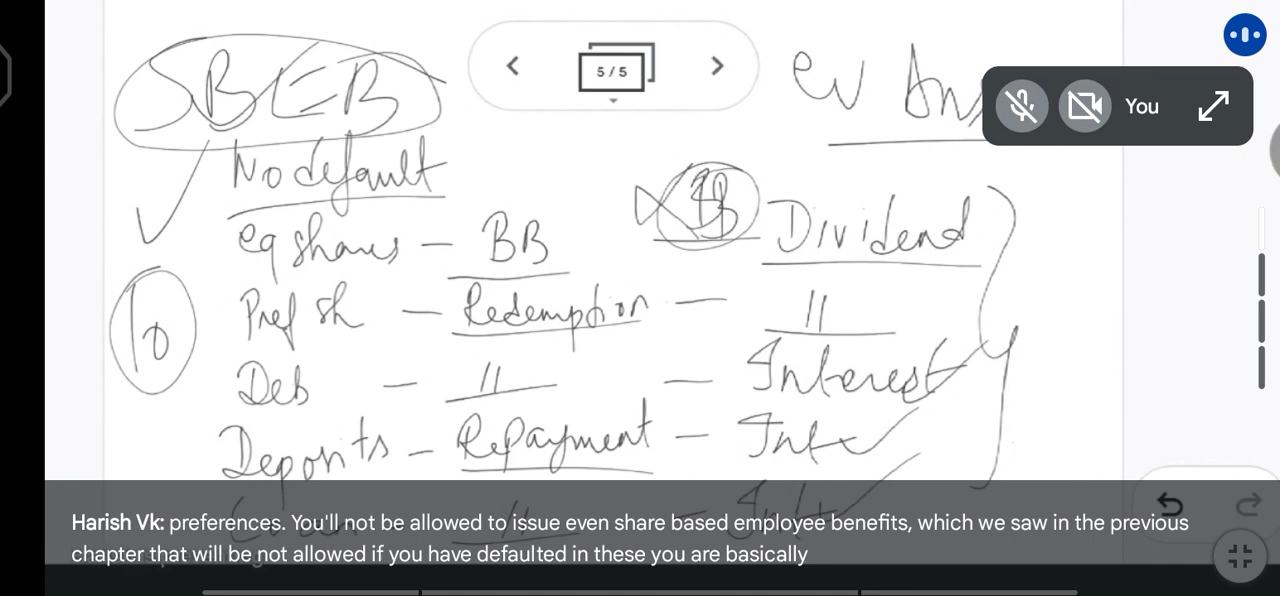 SBEB
5 / 5
ev
You
No default
eq shares - BB Dividend
Pref sh - Redemption - 11
Deb - 11 - Interest
10
Deposits - Repayment - Intr
Harish Vk: preferences. You'll not be allowed to issue even share based employee benefits, which we saw in the previous
chapter that will be not allowed if you have defaulted in these you are basically